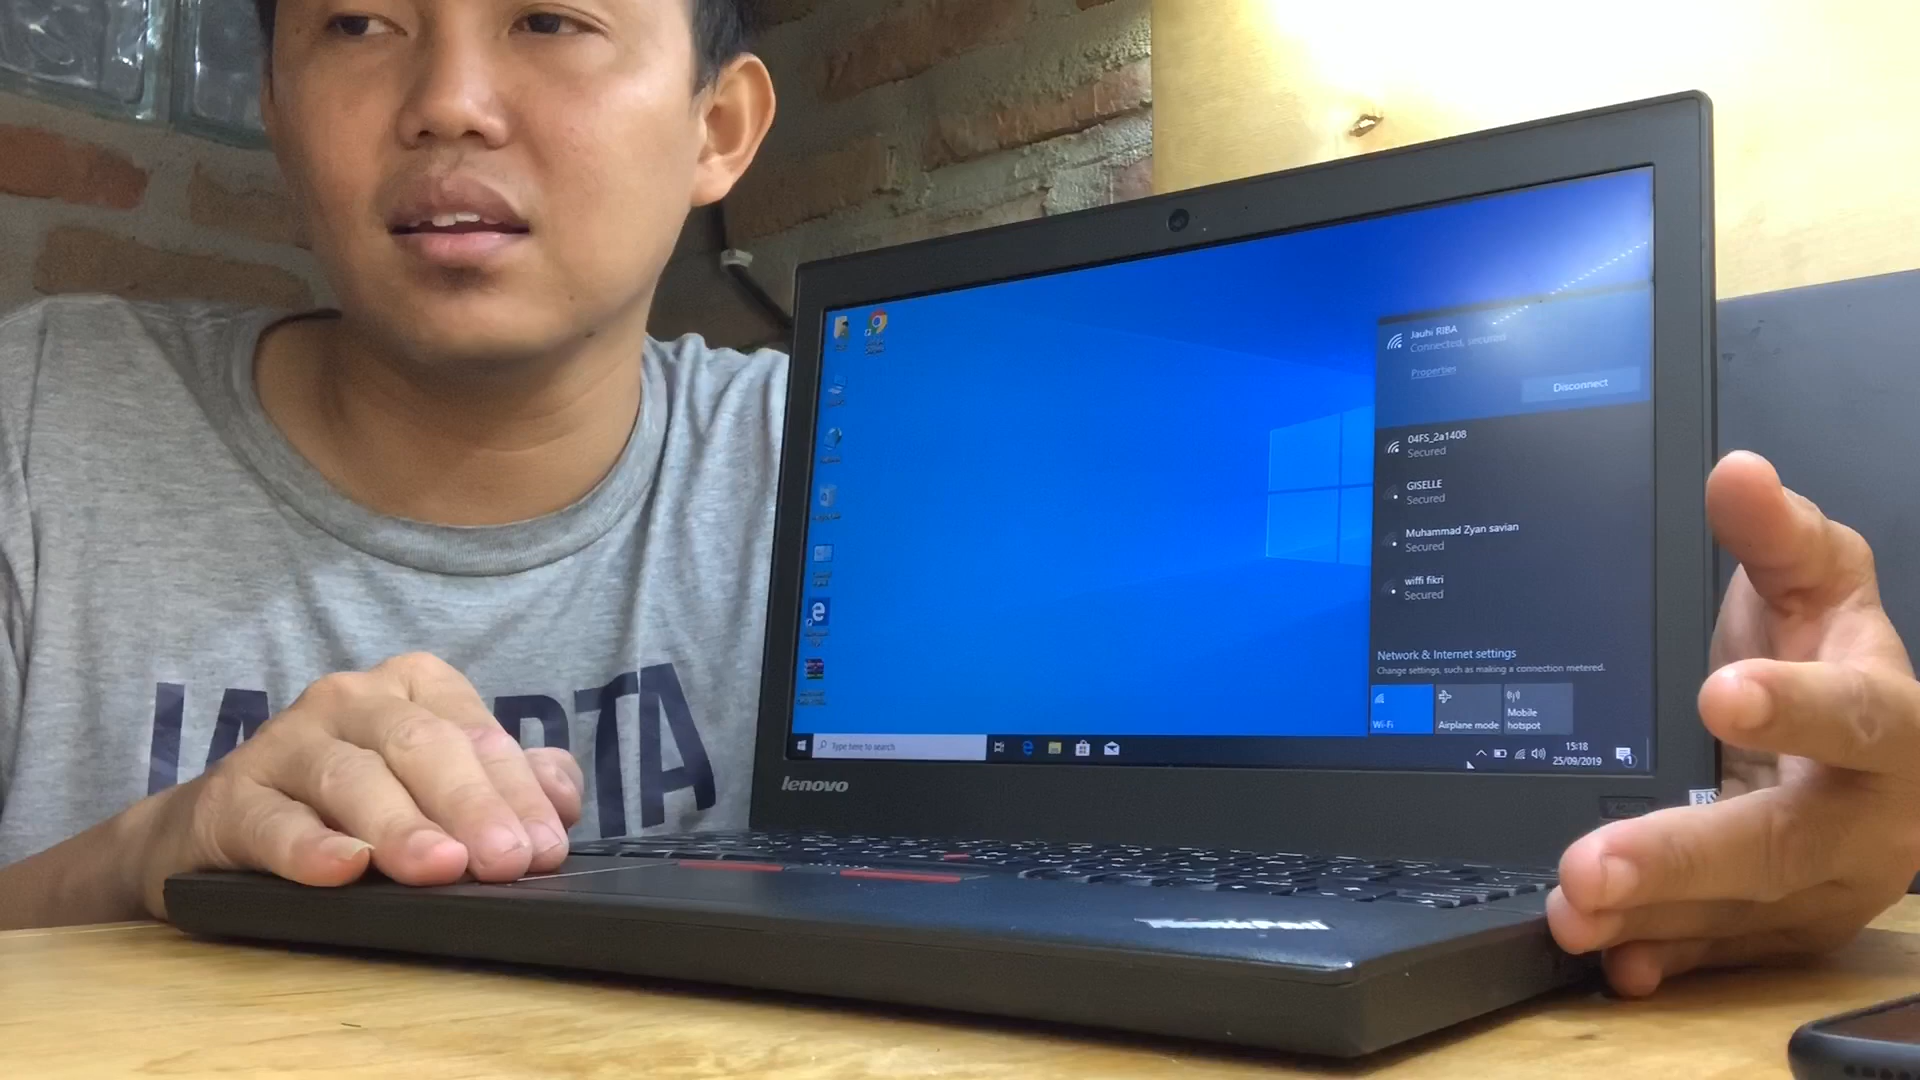 Jauhi RIBA
Connected, secured
Properties
Disconnect
04FS_2a1408
Secured
GISELLE
Secured
Muhammad Zyan savian
Secured
wiffi fikri
Secured
Network & Internet settings
Change settings, such as making a connection metered.
Wi-Fi
Airplane mode
Mobile hotspot
Type here to search
15:18
25/09/2019
1
lenovo
ThinkPad